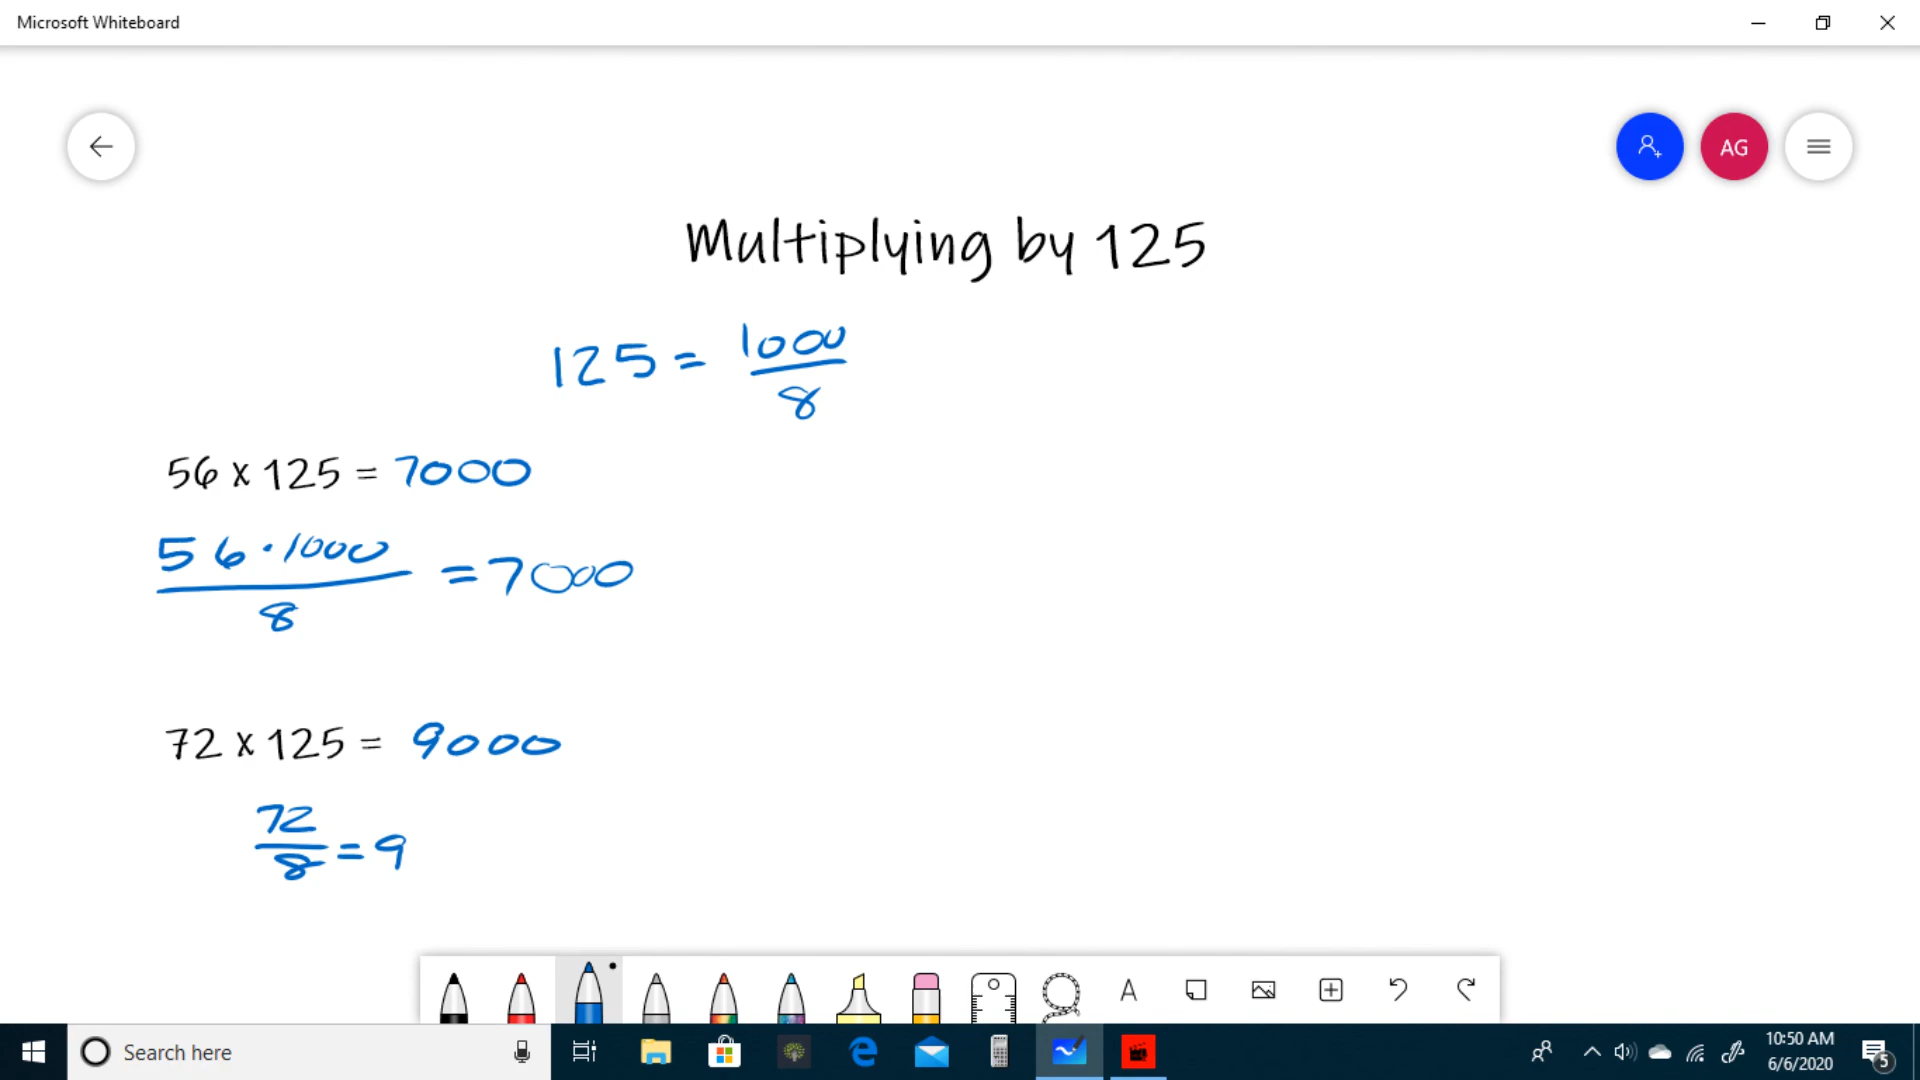 Microsoft Whiteboard
AG
Multiplying by 125
125 = 1000/8
56 x 125 = 7000
56·1000/8 = 7000
72 x 125 = 9000
72/8 = 9
A
Search here
10:50 AM
6/6/2020
5